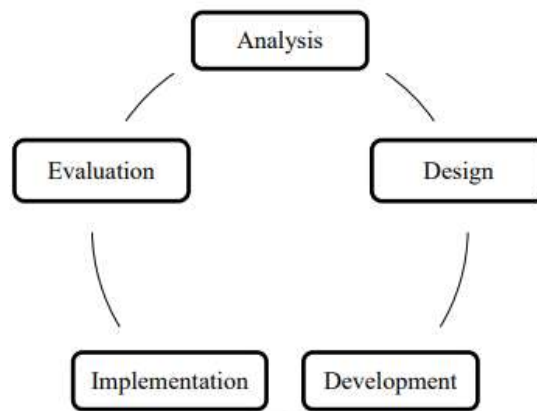 Analysis
Evaluation
Design
Implementation
Development